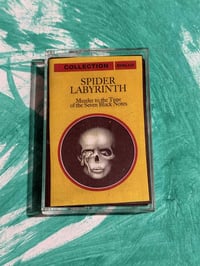 COLLECTION
SPIDER
LABYRINTH
Murder to the Tune
of the Seven Black Notes